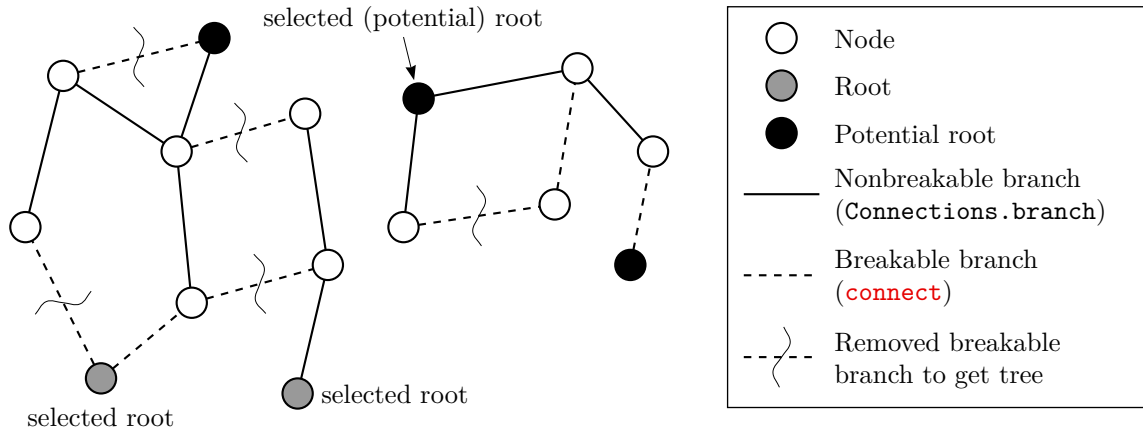 selected (potential) root
selected root
selected root
Node
Root
Potential root
Nonbreakable branch
(Connections.branch)
Breakable branch
(connect)
Removed breakable
branch to get tree